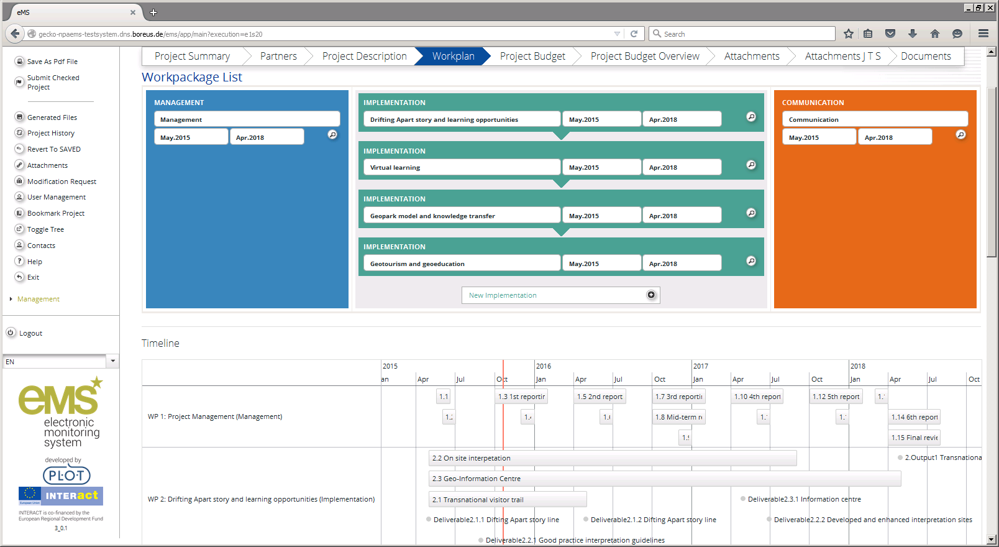 eMS
gecko-npaems-testsystem.dns.boreus.de/ems/app/main?execution=e1s20
Search
Save As Pdf File
Submit Checked
Project
Generated Files
Project History
Revert To SAVED
Attachments
Modification Request
User Management
Bookmark Project
Toggle Tree
Contacts
Help
Exit
Management
Logout
EN
eMS
electronic
monitoring
system
developed by
PLOT
European Union
INTERact
INTERACT is co-financed by the
European Regional Development Fund
3_0.1
Project Summary
Partners
Project Description
Workplan
Project Budget
Project Budget Overview
Attachments
Attachments J T S
Documents
Workpackage List
MANAGEMENT
Management
May.2015 Apr.2018
IMPLEMENTATION
Drifting Apart story and learning opportunities May.2015 Apr.2018
IMPLEMENTATION
Virtual learning May.2015 Apr.2018
IMPLEMENTATION
Geopark model and knowledge transfer May.2015 Apr.2018
IMPLEMENTATION
Geotourism and geoeducation May.2015 Apr.2018
New Implementation
COMMUNICATION
Communication
May.2015 Apr.2018
Timeline
2015 2016 2017 2018
an Apr Jul Oct Jan Apr Jul Oct Jan Apr Jul Oct Jan Apr Jul Oct
WP 1: Project Management (Management)
1.1 1.3 1st reportin 1.5 2nd report 1.7 3rd reportin 1.10 4th report 1.12 5th report 1.
1.2 1.4 1.6 1.8 Mid-term re 1. 1. 1.14 6th report
1.9 1.15 Final revie
WP 2: Drifting Apart story and learning opportunities (Implementation)
2.2 On site interpetation 2.Output1 Transnationa
2.3 Geo-Information Centre
2.1 Transnational visitor trail Deliverable2.3.1 Information centre
Deliverable2.1.1 Difting Apart story line Deliverable2.1.2 Difting Apart story line Deliverable2.2.2 Developed and enhanced interpretation sites
Deliverable2.2.1 Good practice interpretation guidelines